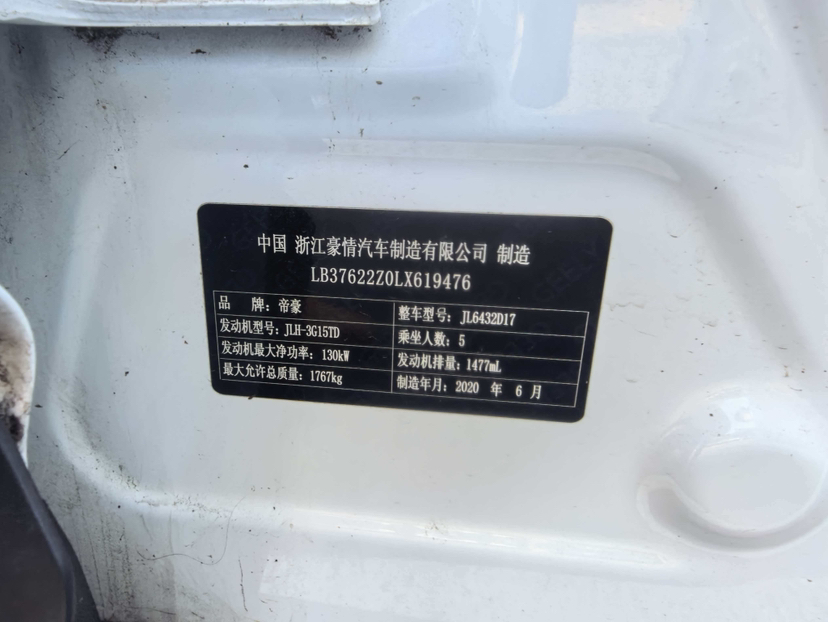 中国 浙江豪情汽车制造有限公司 制造
LB37622Z0LX619476
品 牌：帝豪 整车型号：JL6432D17
发动机型号：JLH-3G15TD 乘坐人数：5
发动机最大净功率：130kW 发动机排量：1477mL
最大允许总质量：1767kg 制造年月：2020 年 6 月